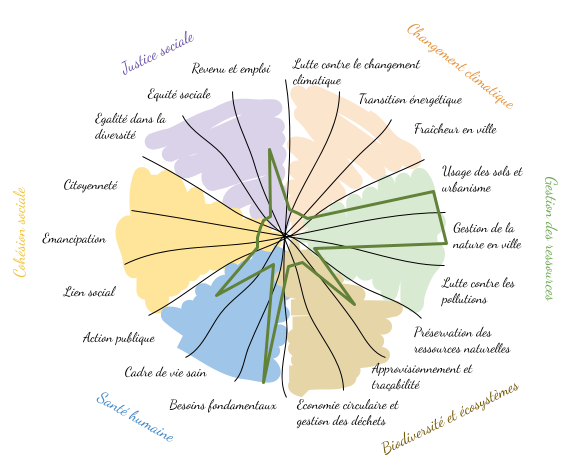 Justice sociale
Changement climatique
Revenu et emploi
Lutte contre le changement
climatique
Equité sociale
Transition énergétique
Egalité dans la
diversité
Fraîcheur en ville
Citoyenneté
Usage des sols et
urbanisme
Cohésion sociale
Gestion des ressources
Emancipation
Gestion de la
nature en ville
Lien social
Lutte contre les
pollutions
Action publique
Préservation des
ressources naturelles
Cadre de vie sain
Approvisionnement et
traçabilité
Besoins fondamentaux
Economie circulaire et
gestion des déchets
Santé humaine
Biodiversité et écosystèmes